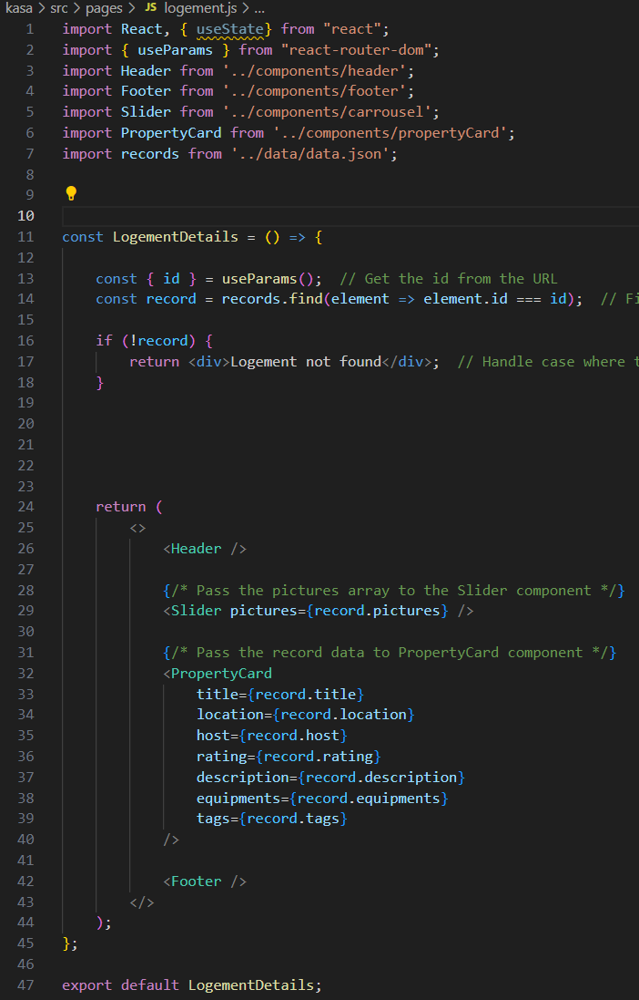 kasa > src > pages > JS logement.js > ...
1 import React, { useState} from "react";
2 import { useParams } from "react-router-dom";
3 import Header from '../components/header';
4 import Footer from '../components/footer';
5 import Slider from '../components/carrousel';
6 import PropertyCard from '../components/propertyCard';
7 import records from '../data/data.json';
8
9
10
11 const LogementDetails = () => {
12
13     const { id } = useParams();  // Get the id from the URL
14     const record = records.find(element => element.id === id);  // Fi
15
16     if (!record) {
17         return <div>Logement not found</div>;  // Handle case where t
18     }
19
20
21
22
23
24     return (
25         <>
26             <Header />
27
28             {/* Pass the pictures array to the Slider component */}
29             <Slider pictures={record.pictures} />
30
31             {/* Pass the record data to PropertyCard component */}
32             <PropertyCard
33                 title={record.title}
34                 location={record.location}
35                 host={record.host}
36                 rating={record.rating}
37                 description={record.description}
38                 equipments={record.equipments}
39                 tags={record.tags}
40             />
41
42             <Footer />
43         </>
44     );
45 };
46
47 export default LogementDetails;